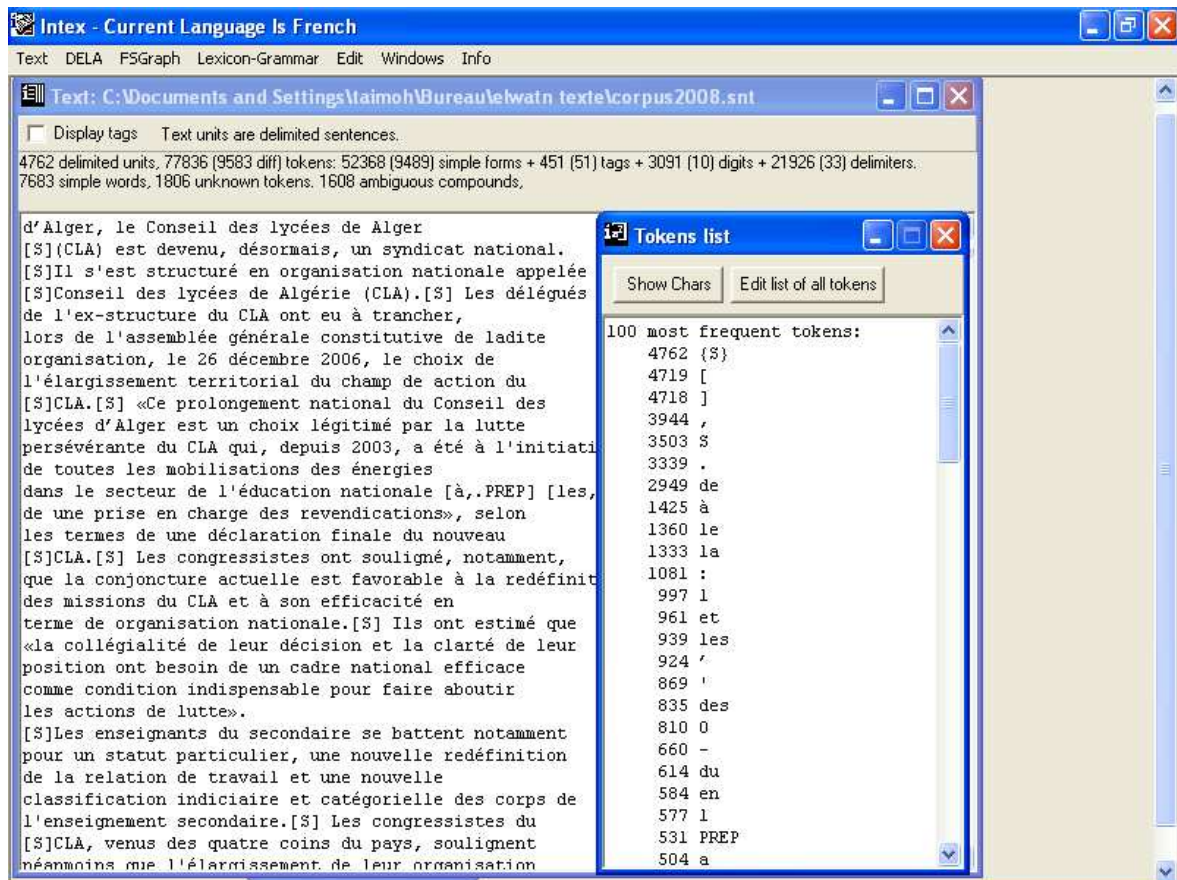 Intex - Current Language Is French
Text DELA FSGraph Lexicon-Grammar Edit Windows Info
Text: C:\Documents and Settings\taimoh\Bureau\elwatn texte\corpus2008.snt
Display tags Text units are delimited sentences.
4762 delimited units, 77836 (9583 diff) tokens: 52368 (9489) simple forms + 451 (51) tags + 3091 (10) digits + 21926 (33) delimiters.
7683 simple words, 1806 unknown tokens. 1608 ambiguous compounds,
d’Alger, le Conseil des lycées de Alger
[S](CLA) est devenu, désormais, un syndicat national.
[S]Il s'est structuré en organisation nationale appelée
[S]Conseil des lycées de Algérie (CLA).[S] Les délégués
de l'ex-structure du CLA ont eu à trancher,
lors de l'assemblée générale constitutive de ladite
organisation, le 26 décembre 2006, le choix de
l'élargissement territorial du champ de action du
[S]CLA.[S] «Ce prolongement national du Conseil des
lycées d’Alger est un choix légitimé par la lutte
persévérante du CLA qui, depuis 2003, a été à l'initiati
de toutes les mobilisations des énergies
dans le secteur de l'éducation nationale [à,.PREP] [les,
de une prise en charge des revendications», selon
les termes de une déclaration finale du nouveau
[S]CLA.[S] Les congressistes ont souligné, notamment,
que la conjoncture actuelle est favorable à la redéfinit
des missions du CLA et à son efficacité en
terme de organisation nationale.[S] Ils ont estimé que
«la collégialité de leur décision et la clarté de leur
position ont besoin de un cadre national efficace
comme condition indispensable pour faire aboutir
les actions de lutte».
[S]Les enseignants du secondaire se battent notamment
pour un statut particulier, une nouvelle redéfinition
de la relation de travail et une nouvelle
classification indiciaire et catégorielle des corps de
l'enseignement secondaire.[S] Les congressistes du
[S]CLA, venus des quatre coins du pays, soulignent
néanmoins que l'élargissement de leur organisation
Tokens list
Show Chars Edit list of all tokens
100 most frequent tokens:
4762 {S}
4719 [
4718 ]
3944 ,
3503 S
3339 .
2949 de
1425 à
1360 le
1333 la
1081 :
997 l
961 et
939 les
924 ’
869 '
835 des
810 0
660 -
614 du
584 en
577 1
531 PREP
504 a